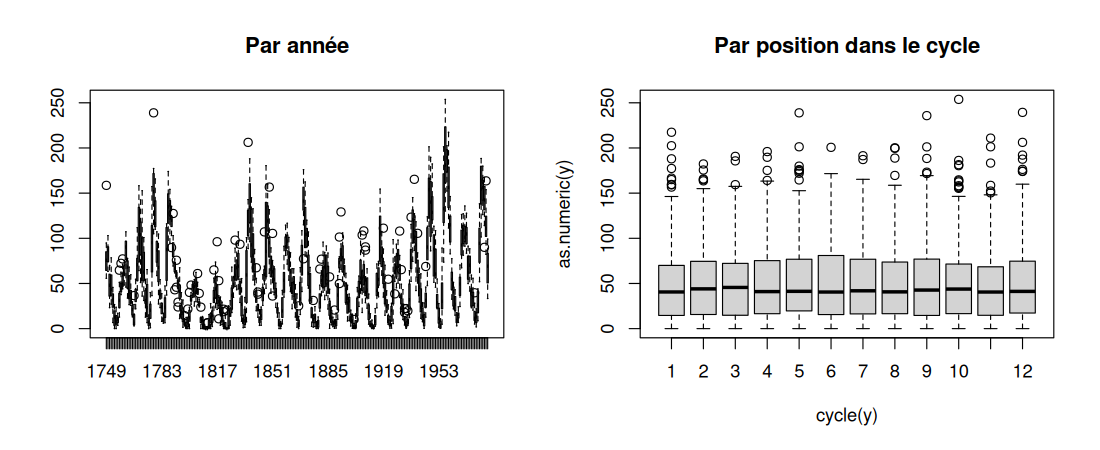 Par année
0 50 100 150 200 250
1749 1783 1817 1851 1885 1919 1953
Par position dans le cycle
as.numeric(y)
0 50 100 150 200 250
1 2 3 4 5 6 7 8 9 10 12
cycle(y)